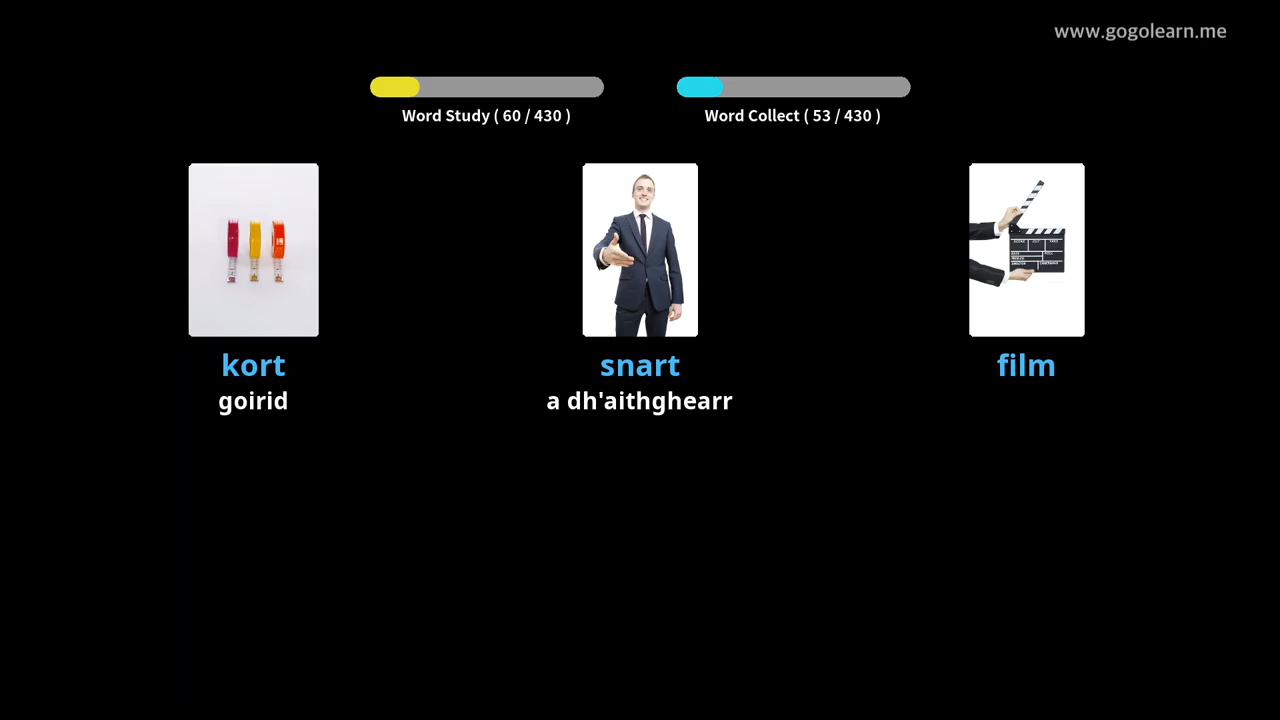 www.gogolearn.me
Word Study ( 60 / 430 )
Word Collect ( 53 / 430 )
kort
goirid
snart
a dh'aithghearr
film